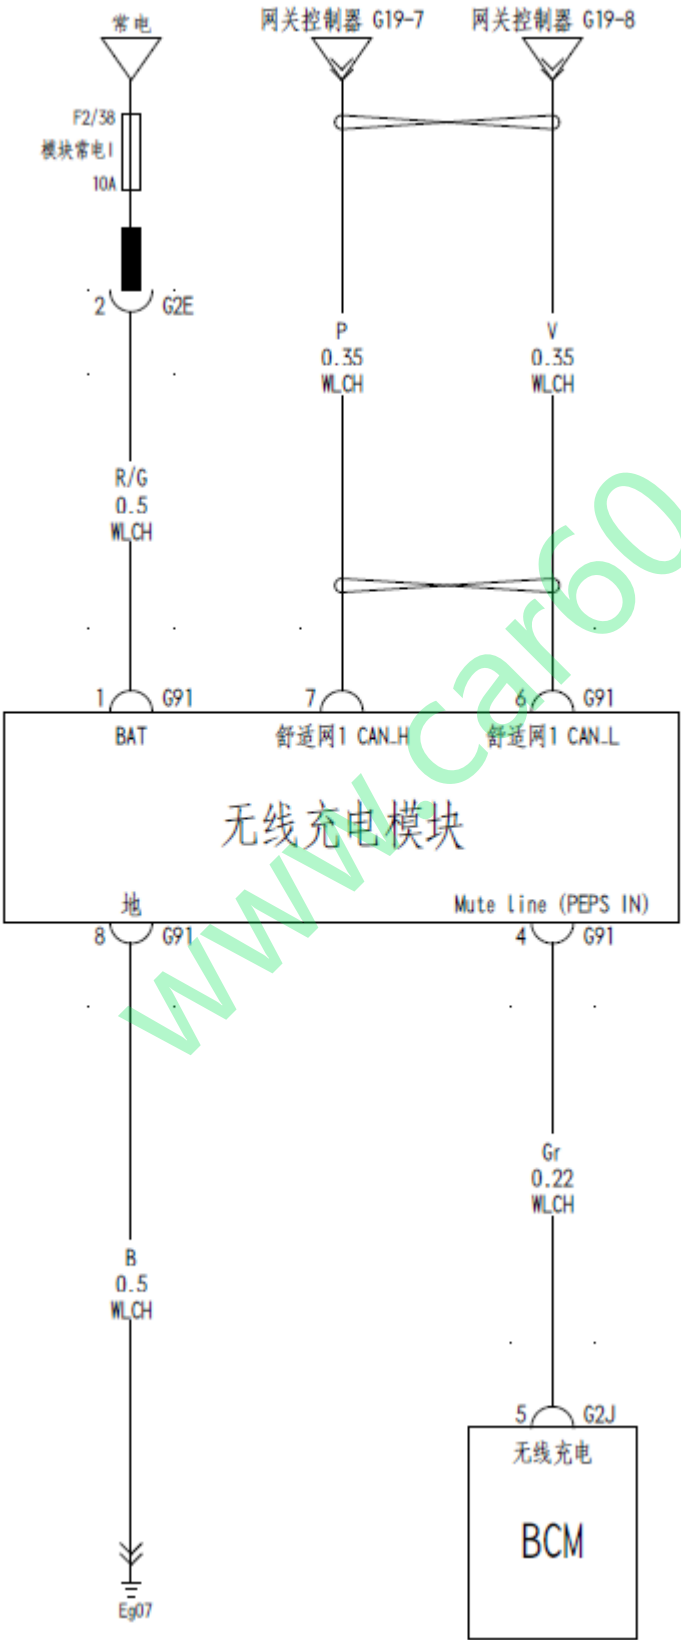 常电
网关控制器 G19-7
网关控制器 G19-8
F2/38
模块常电1
10A
2
G2E
P
0.35
WLCH
V
0.35
WLCH
R/G
0.5
WLCH
1
G91
7
6
G91
BAT
舒适网1 CAN_H
舒适网1 CAN_L
无线充电模块
地
Mute line (PEPS IN)
8
G91
4
G91
Gr
0.22
WLCH
B
0.5
WLCH
5
G2J
无线充电
BCM
Eg07
www.car60